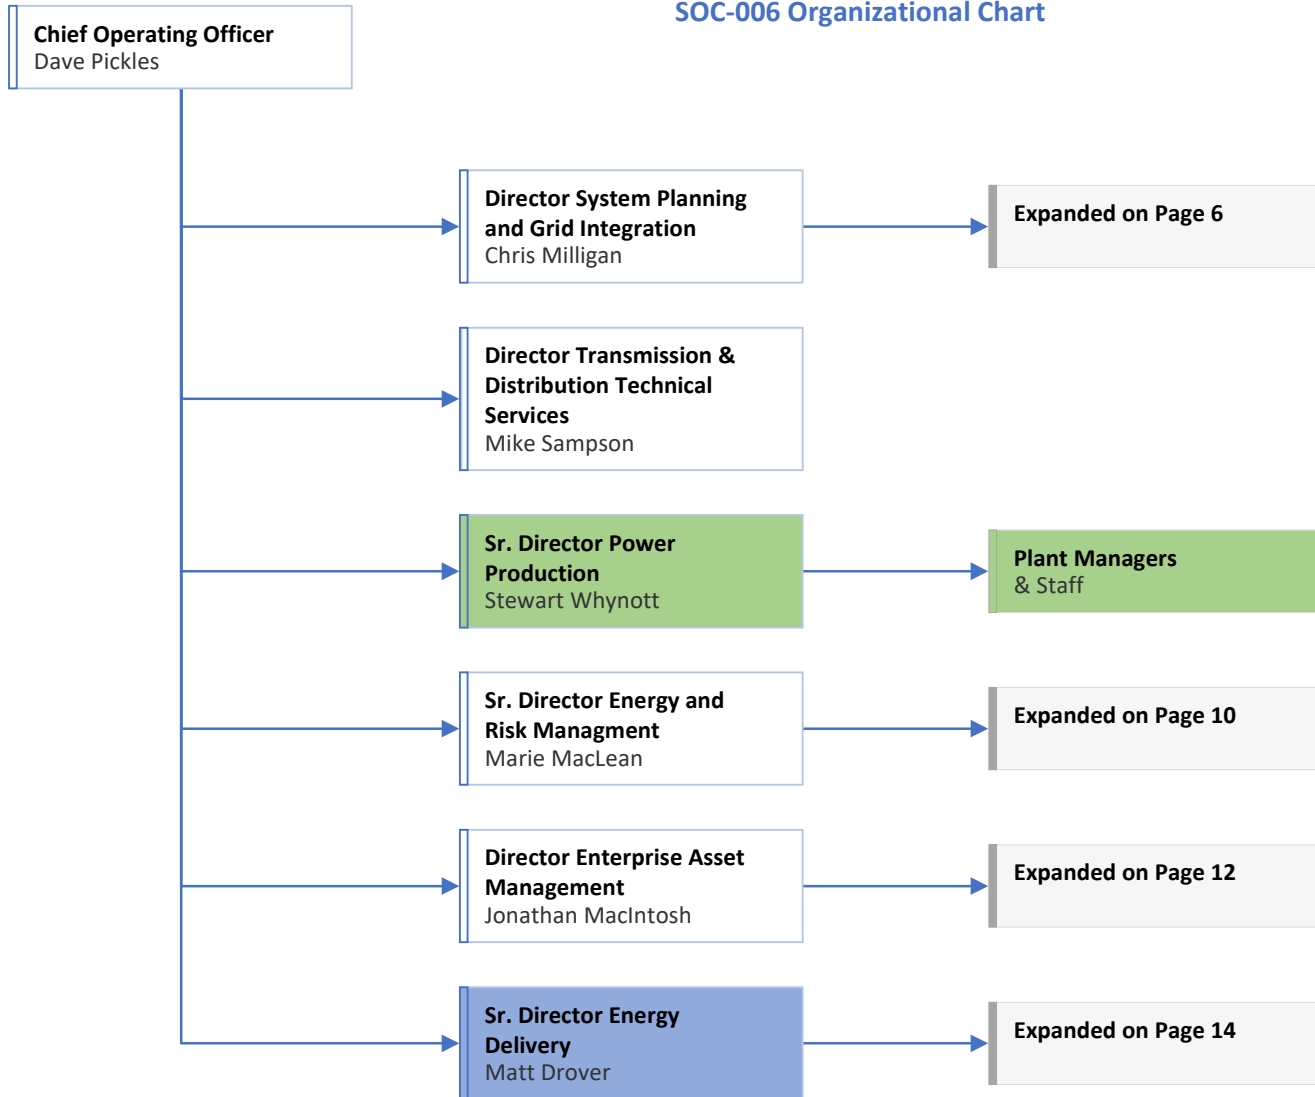 SOC-006 Organizational Chart
Chief Operating Officer
Dave Pickles
Director System Planning
and Grid Integration
Chris Milligan
Expanded on Page 6
Director Transmission &
Distribution Technical
Services
Mike Sampson
Sr. Director Power
Production
Stewart Whynott
Plant Managers
& Staff
Sr. Director Energy and
Risk Managment
Marie MacLean
Expanded on Page 10
Director Enterprise Asset
Management
Jonathan MacIntosh
Expanded on Page 12
Sr. Director Energy
Delivery
Matt Drover
Expanded on Page 14